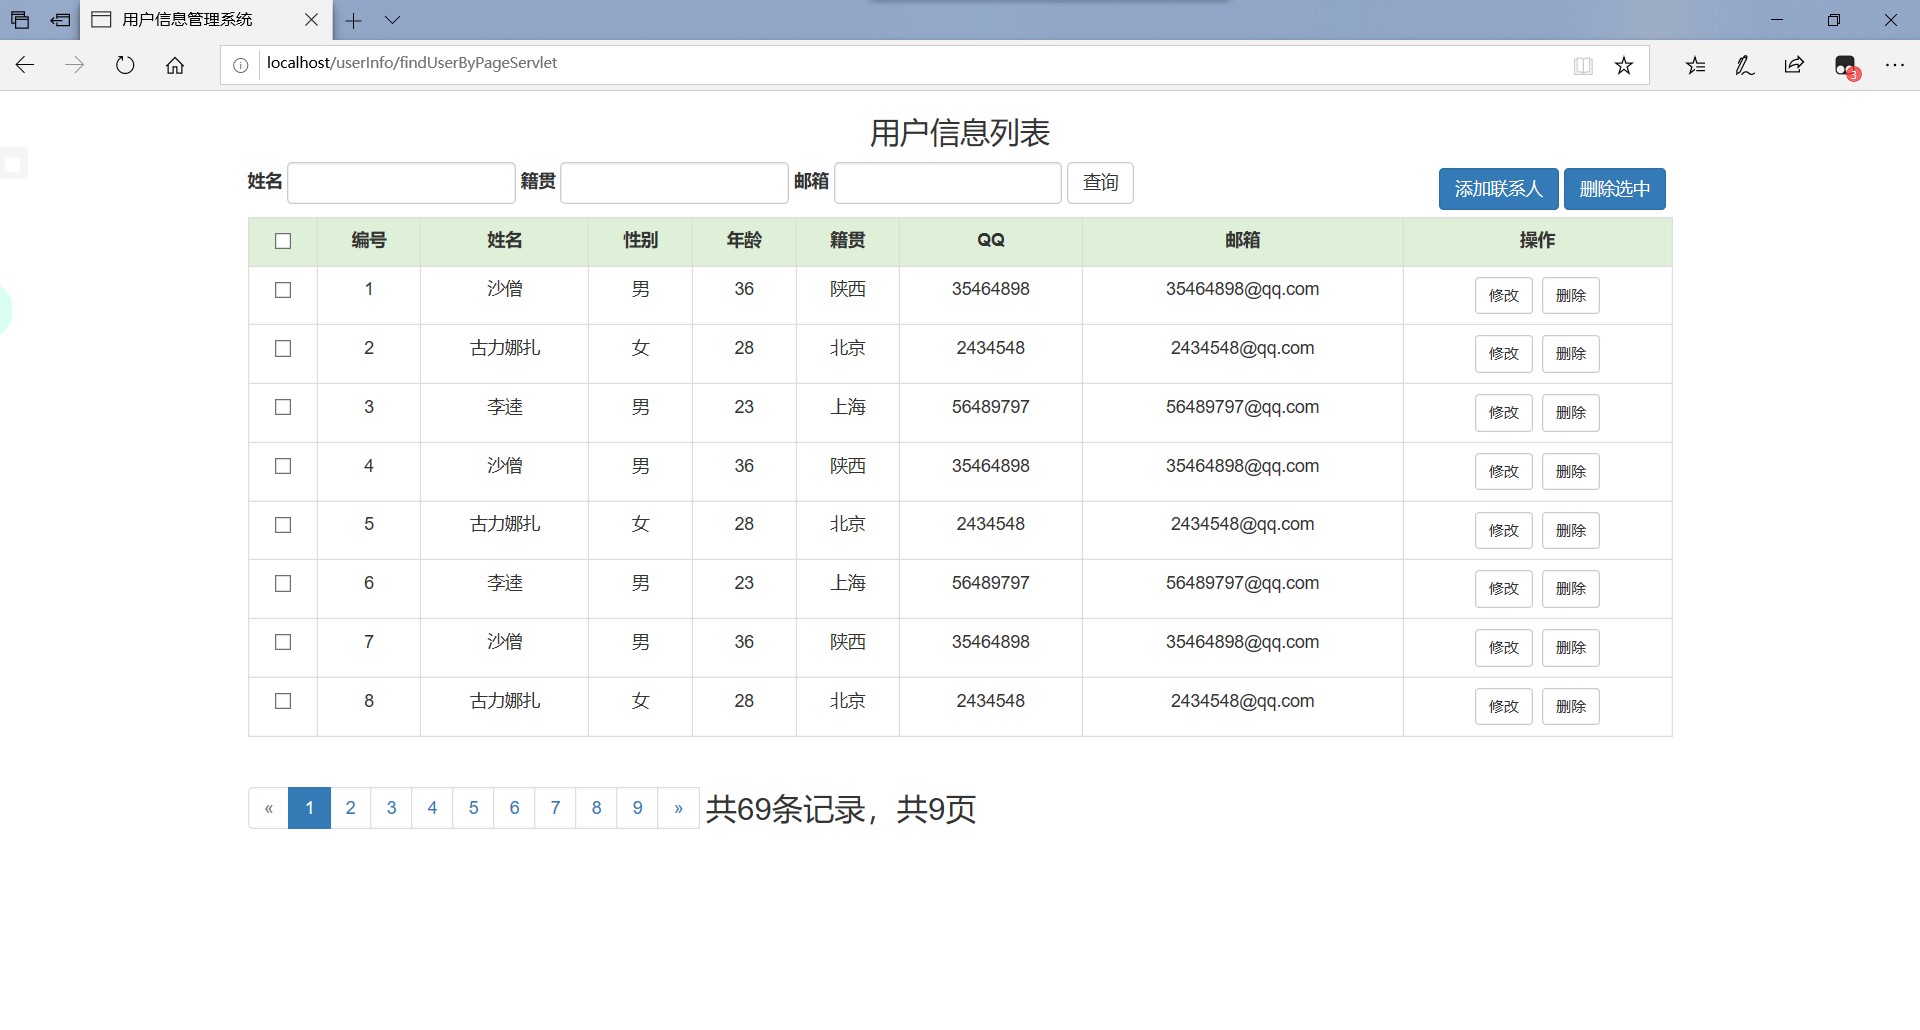 用户信息管理系统
localhost/userInfo/findUserByPageServlet
3
用户信息列表
姓名 籍贯 邮箱 查询 添加联系人 删除选中
编号 姓名 性别 年龄 籍贯 QQ 邮箱 操作
1 沙僧 男 36 陕西 35464898 35464898@qq.com 修改 删除
2 古力娜扎 女 28 北京 2434548 2434548@qq.com 修改 删除
3 李逵 男 23 上海 56489797 56489797@qq.com 修改 删除
4 沙僧 男 36 陕西 35464898 35464898@qq.com 修改 删除
5 古力娜扎 女 28 北京 2434548 2434548@qq.com 修改 删除
6 李逵 男 23 上海 56489797 56489797@qq.com 修改 删除
7 沙僧 男 36 陕西 35464898 35464898@qq.com 修改 删除
8 古力娜扎 女 28 北京 2434548 2434548@qq.com 修改 删除
« 1 2 3 4 5 6 7 8 9 » 共69条记录，共9页